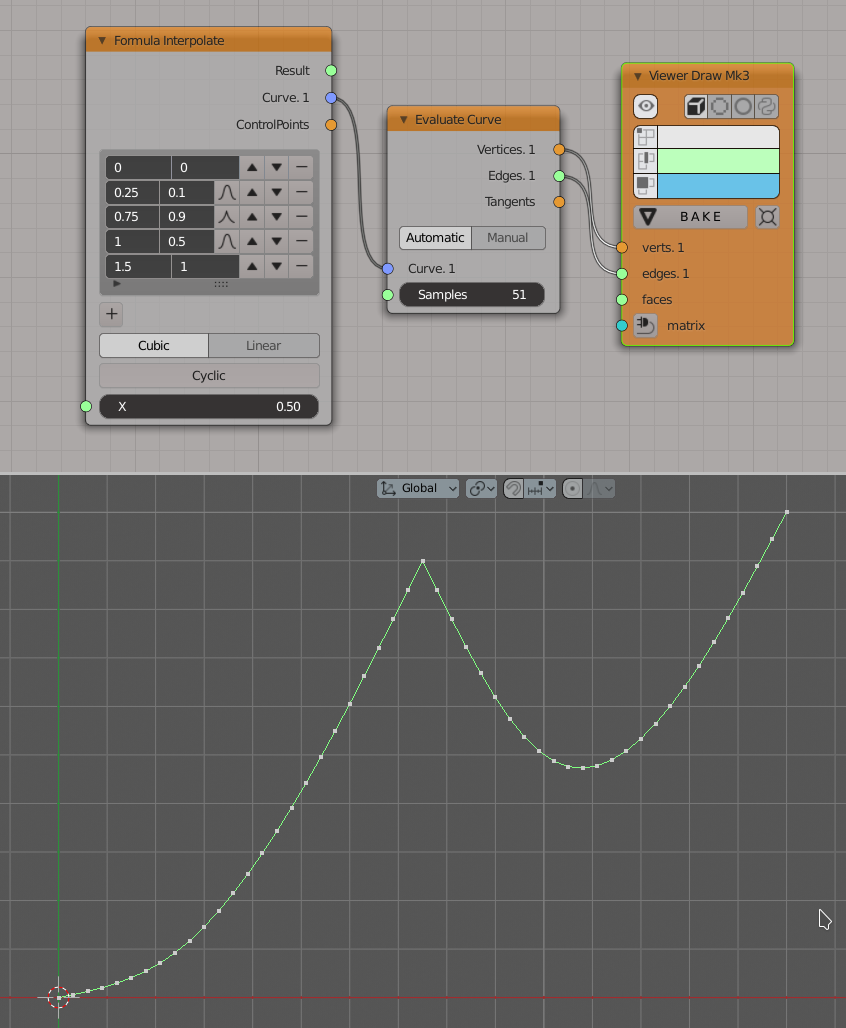 Formula Interpolate
Result
Curve. 1
ControlPoints
0 0
0.25 0.1
0.75 0.9
1 0.5
1.5 1
+
Cubic Linear
Cyclic
X 0.50
Evaluate Curve
Vertices. 1
Edges. 1
Tangents
Automatic Manual
Curve. 1
Samples 51
Viewer Draw Mk3
BAKE
verts. 1
edges. 1
faces
matrix
Global